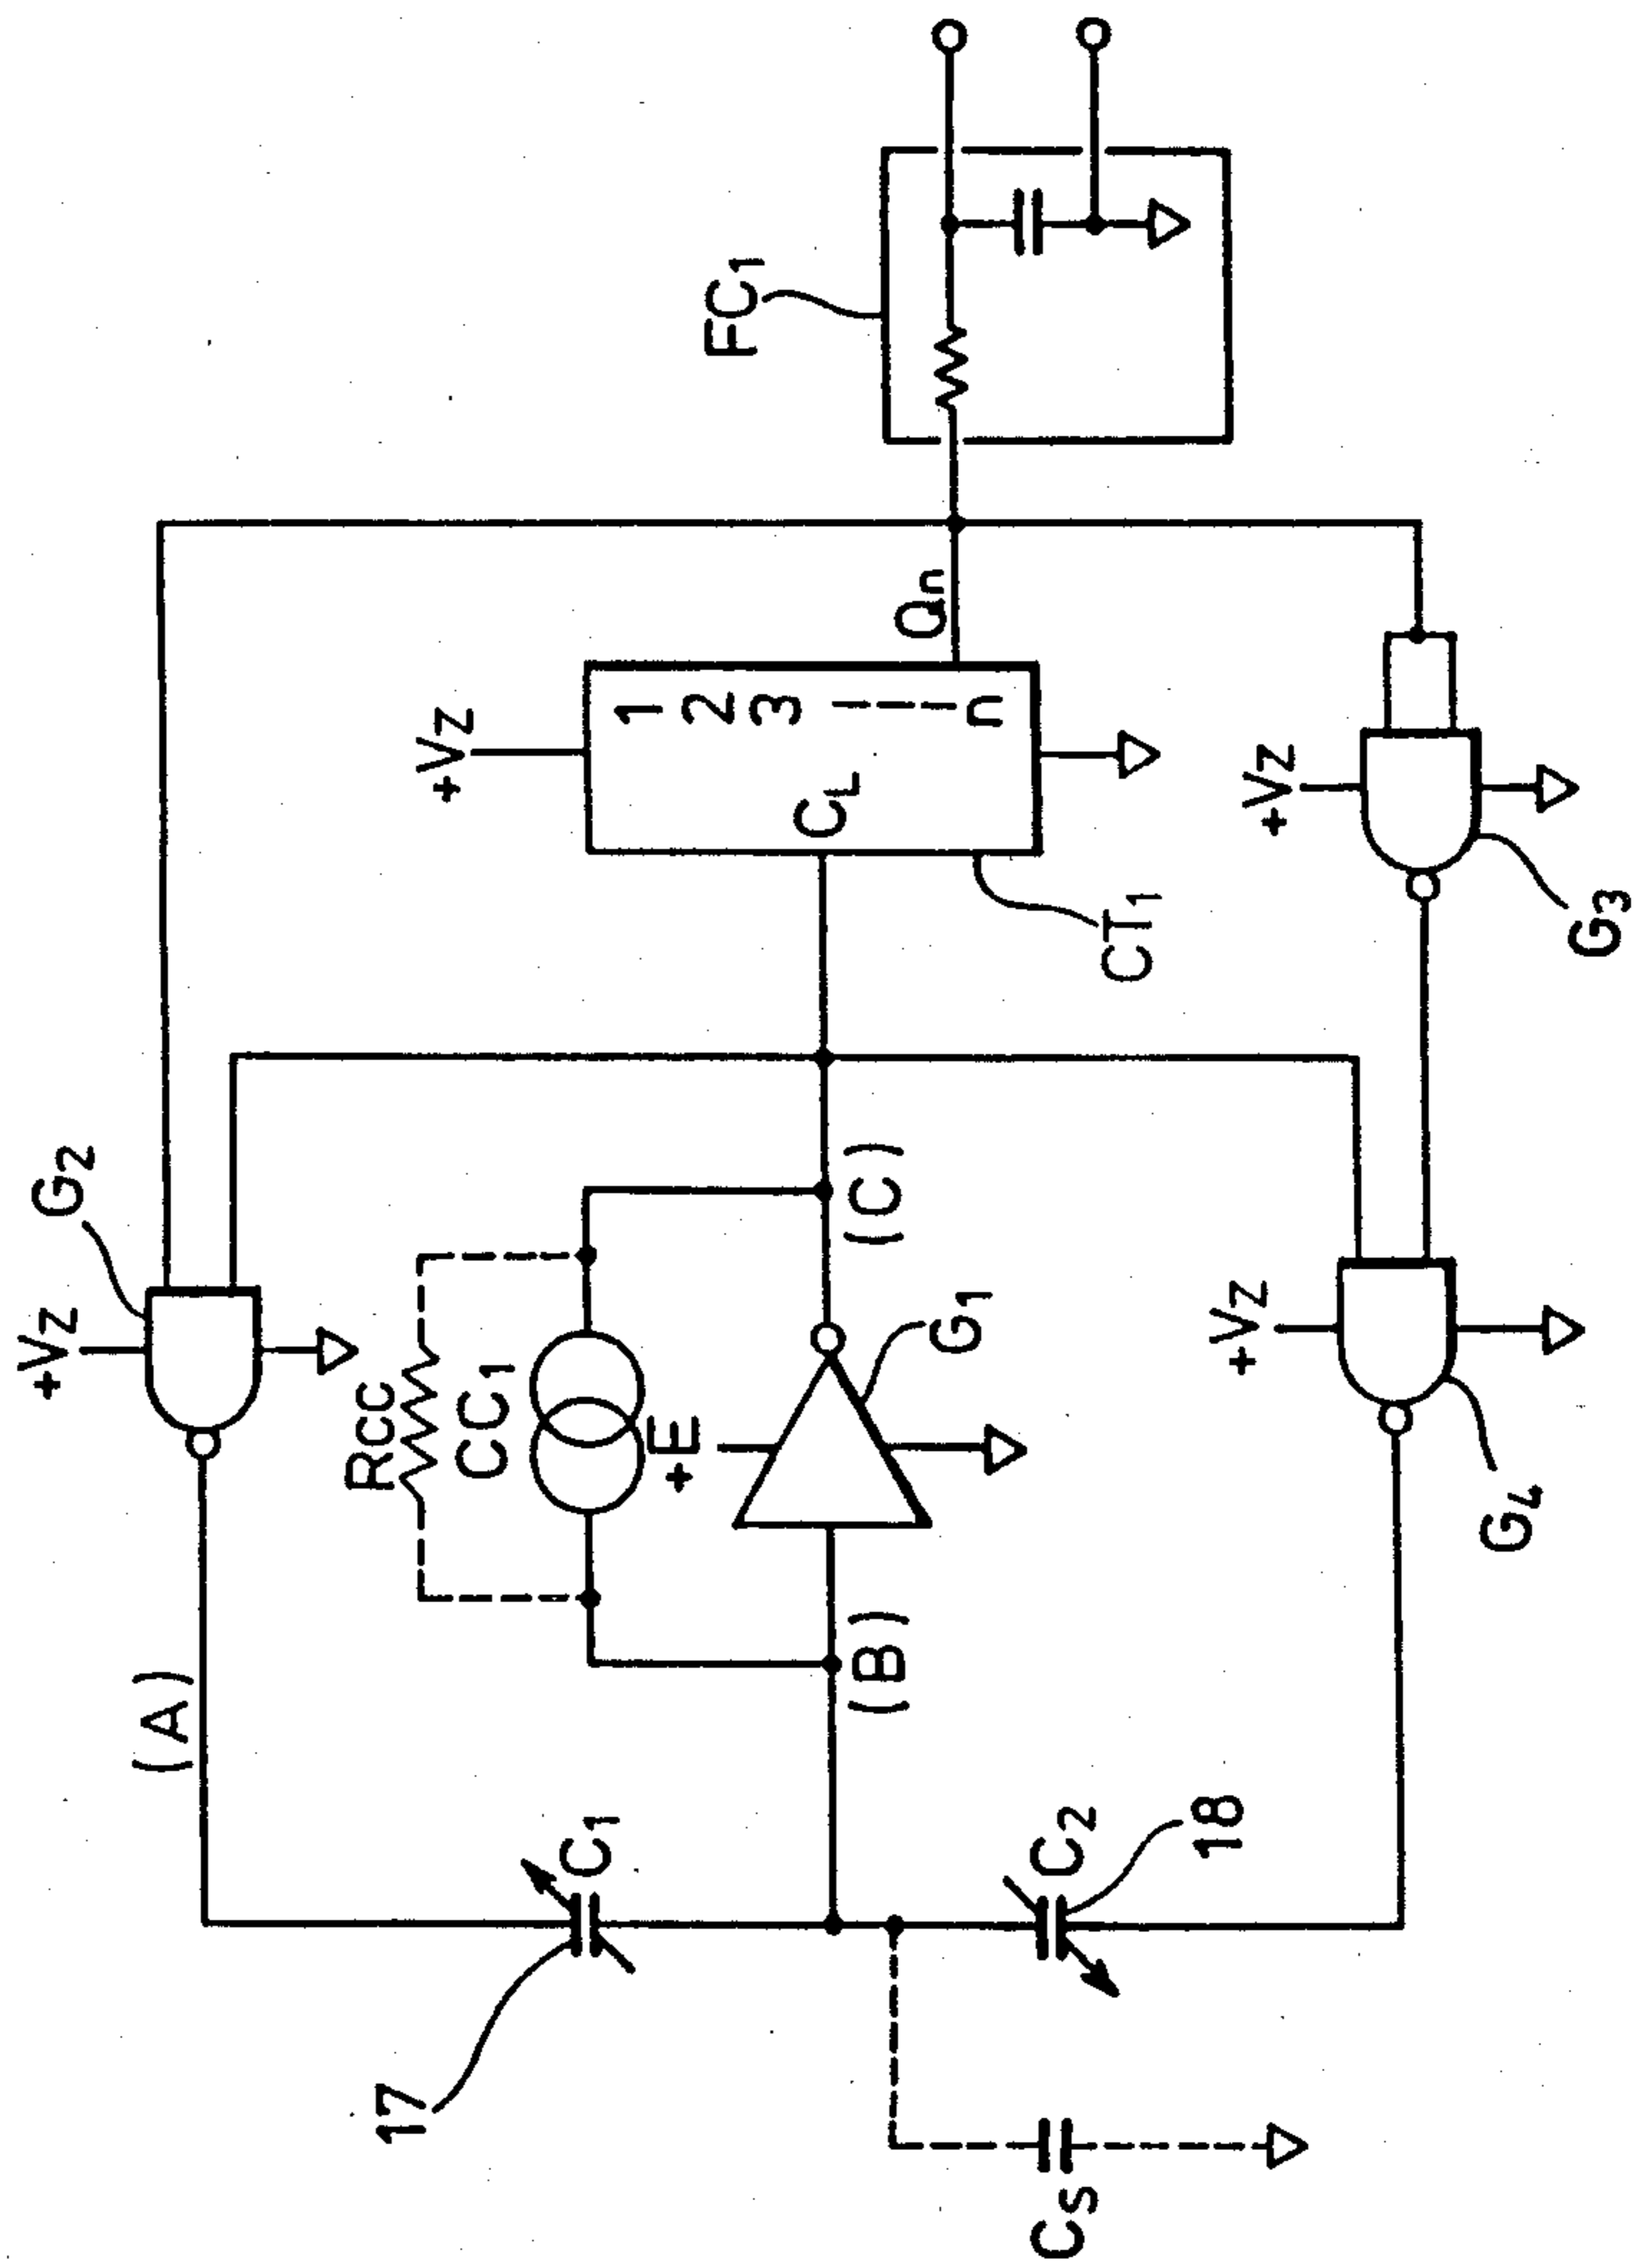 +VZ
G2
(A)
RCC
CC1
+E
G1
(B)
(C)
17
C1
C2
18
CS
+VZ
G4
+VZ
CL
1
2
3
n
Qn
CT1
+VZ
G3
FC1